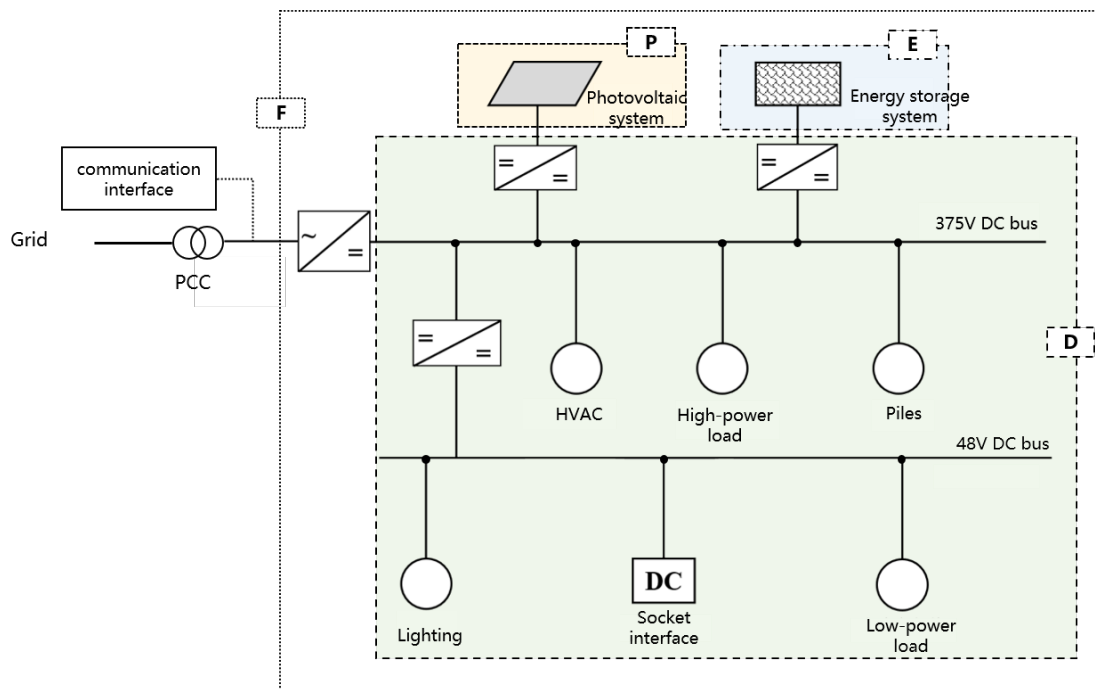 P
E
Photovoltaic
system
Energy storage
system
F
communication
interface
=
=
=
=
375V DC bus
Grid
~
=
PCC
=
=
D
HVAC
High-power
load
Piles
48V DC bus
DC
Lighting
Socket
interface
Low-power
load